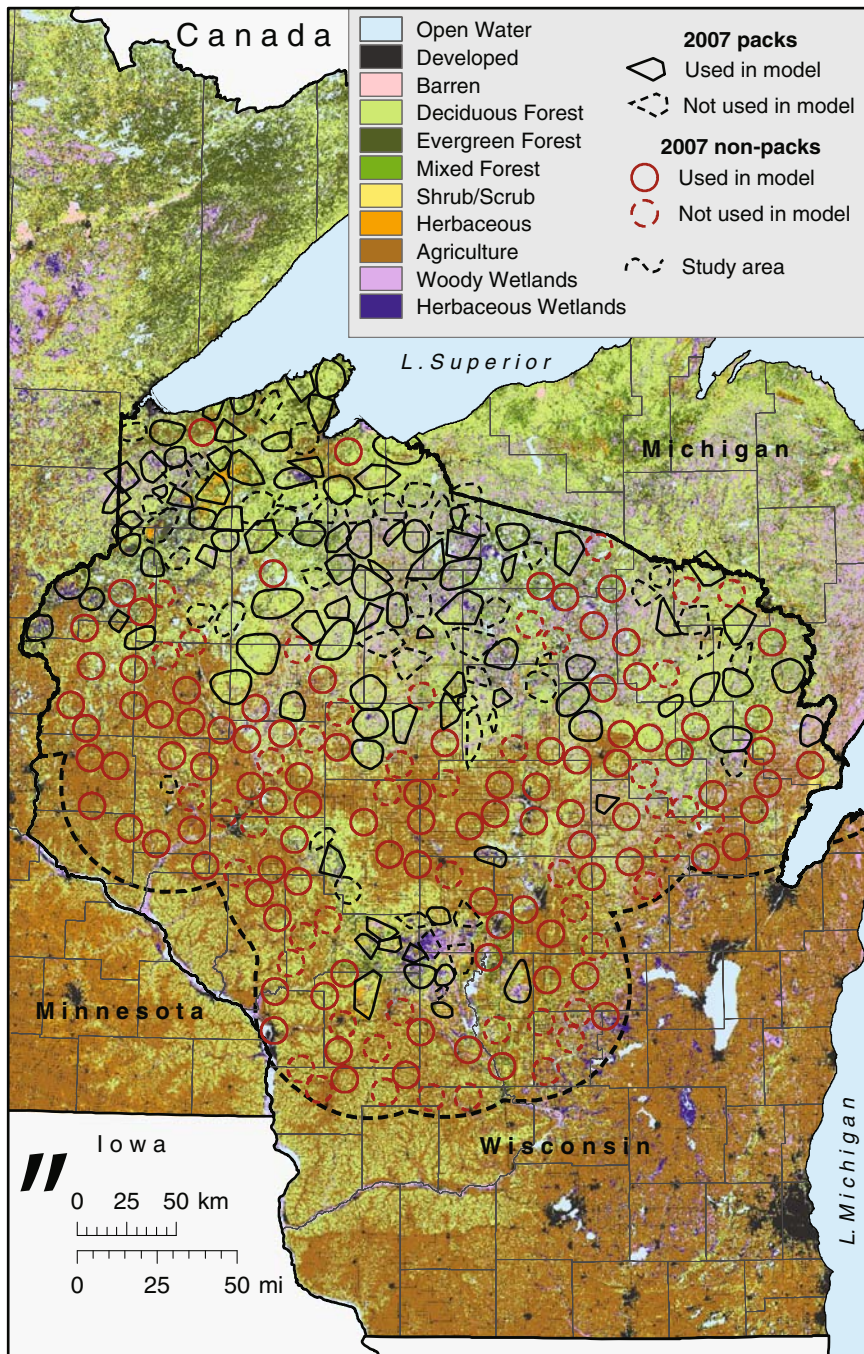 Canada
Open Water
Developed
Barren
Deciduous Forest
Evergreen Forest
Mixed Forest
Shrub/Scrub
Herbaceous
Agriculture
Woody Wetlands
Herbaceous Wetlands
2007 packs
Used in model
Not used in model
2007 non-packs
Used in model
Not used in model
Study area
L. Superior
Michigan
Minnesota
Wisconsin
Iowa
L. Michigan
0 25 50 km
0 25 50 mi